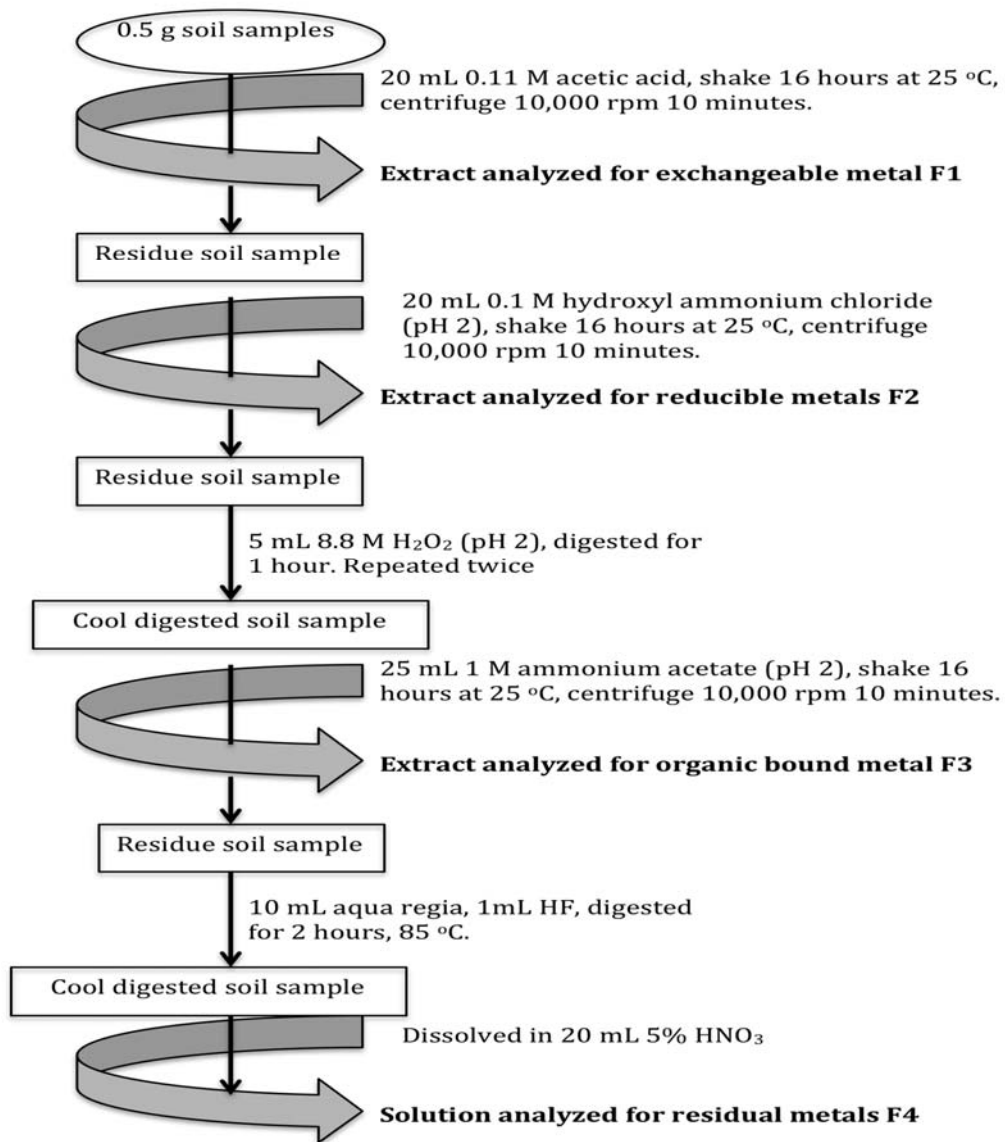 0.5 g soil samples
20 mL 0.11 M acetic acid, shake 16 hours at 25 ºC,
centrifuge 10,000 rpm 10 minutes.
Extract analyzed for exchangeable metal F1
Residue soil sample
20 mL 0.1 M hydroxyl ammonium chloride
(pH 2), shake 16 hours at 25 ºC, centrifuge
10,000 rpm 10 minutes.
Extract analyzed for reducible metals F2
Residue soil sample
5 mL 8.8 M H₂O₂ (pH 2), digested for
1 hour. Repeated twice
Cool digested soil sample
25 mL 1 M ammonium acetate (pH 2), shake 16
hours at 25 ºC, centrifuge 10,000 rpm 10 minutes.
Extract analyzed for organic bound metal F3
Residue soil sample
10 mL aqua regia, 1mL HF, digested
for 2 hours, 85 ºC.
Cool digested soil sample
Dissolved in 20 mL 5% HNO₃
Solution analyzed for residual metals F4